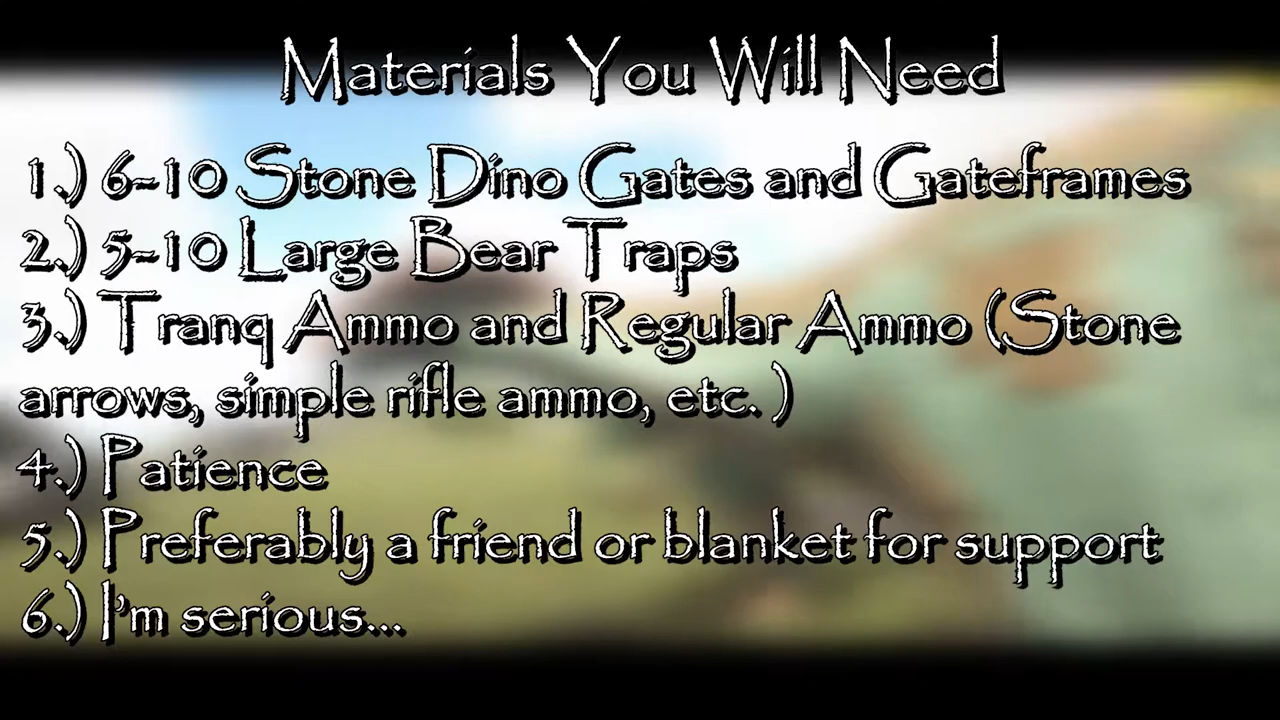 Materials You Will Need
1.) 6-10 Stone Dino Gates and Gateframes
2.) 5-10 Large Bear Traps
3.) Tranq Ammo and Regular Ammo (Stone
arrows, simple rifle ammo, etc. )
4.) Patience
5.) Preferably a friend or blanket for support
6.) I'm serious...